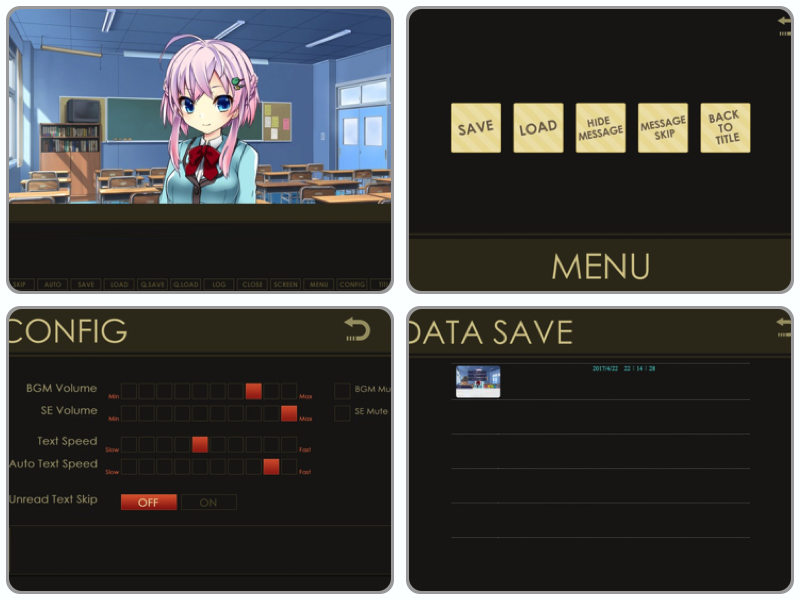 SKIP AUTO SAVE LOAD Q.SAVE Q.LOAD LOG CLOSE SCREEN MENU CONFIG
SAVE
LOAD
HIDE
MESSAGE
MESSAGE
SKIP
BACK
TO
TITLE
MENU
CONFIG
BGM Volume Min Max BGM Mu
SE Volume Min Max SE Mute
Text Speed Slow Fast
Auto Text Speed Slow Fast
Unread Text Skip OFF ON
DATA SAVE
2017/4/22 22 : 14 : 28